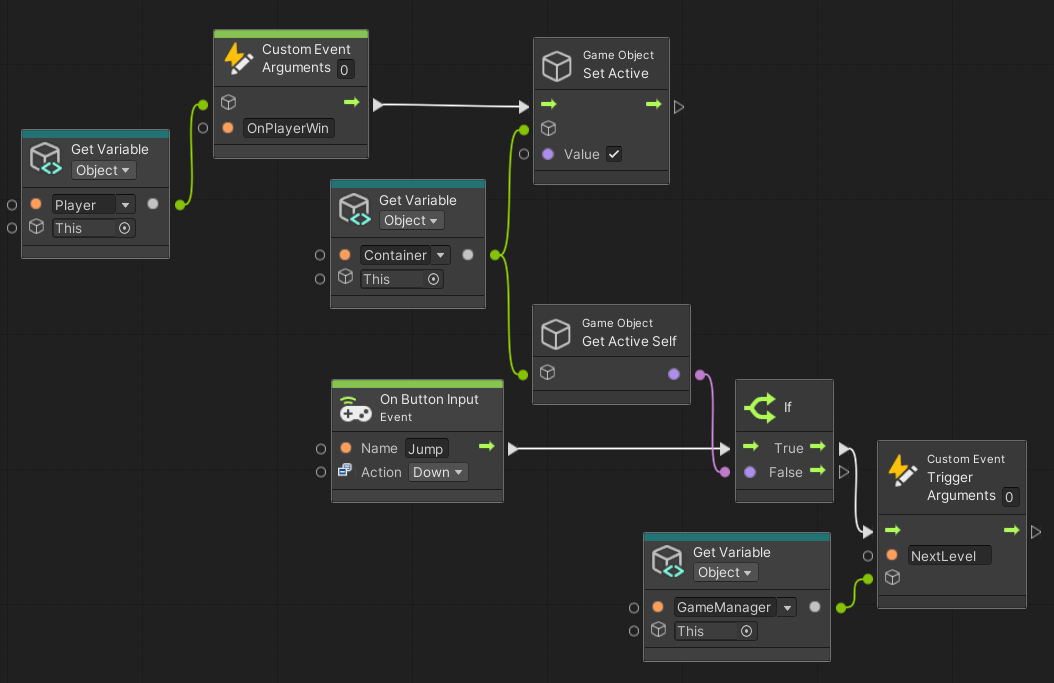 Custom Event
Arguments 0
OnPlayerWin
Game Object
Set Active
Value
Get Variable
Object
Player
This
Get Variable
Object
Container
This
Game Object
Get Active Self
On Button Input
Event
Name Jump
Action Down
If
True
False
Custom Event
Trigger
Arguments 0
NextLevel
Get Variable
Object
GameManager
This